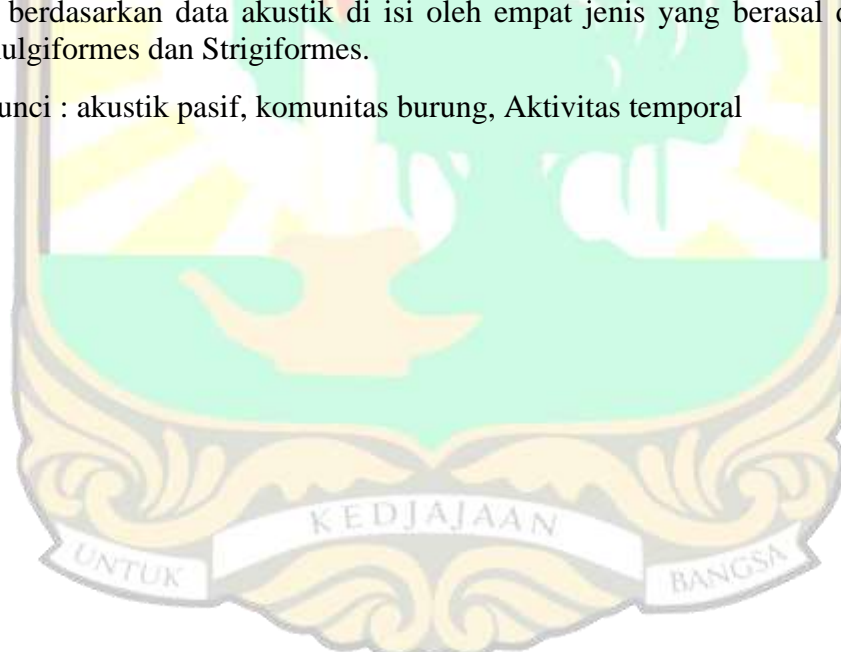 berdasarkan data akustik di isi oleh empat jenis yang berasal
ulgiformes dan Strigiformes.
unci : akustik pasif, komunitas burung, Aktivitas temporal
UNTUK KEDJAJAAN BANGSA